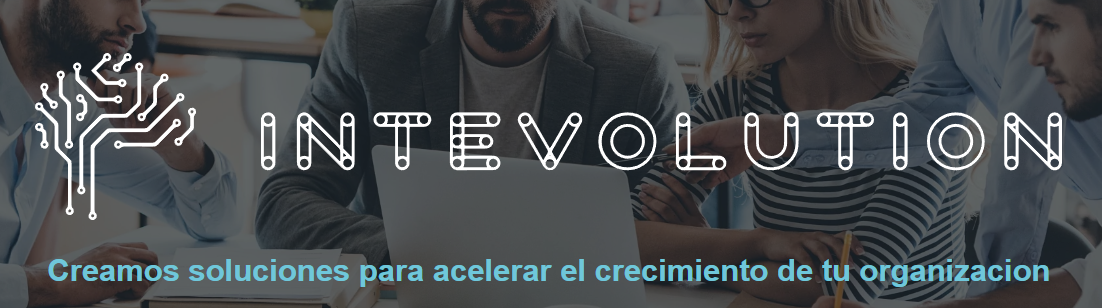 INTEVOLUTION
Creamos soluciones para acelerar el crecimiento de tu organizacion